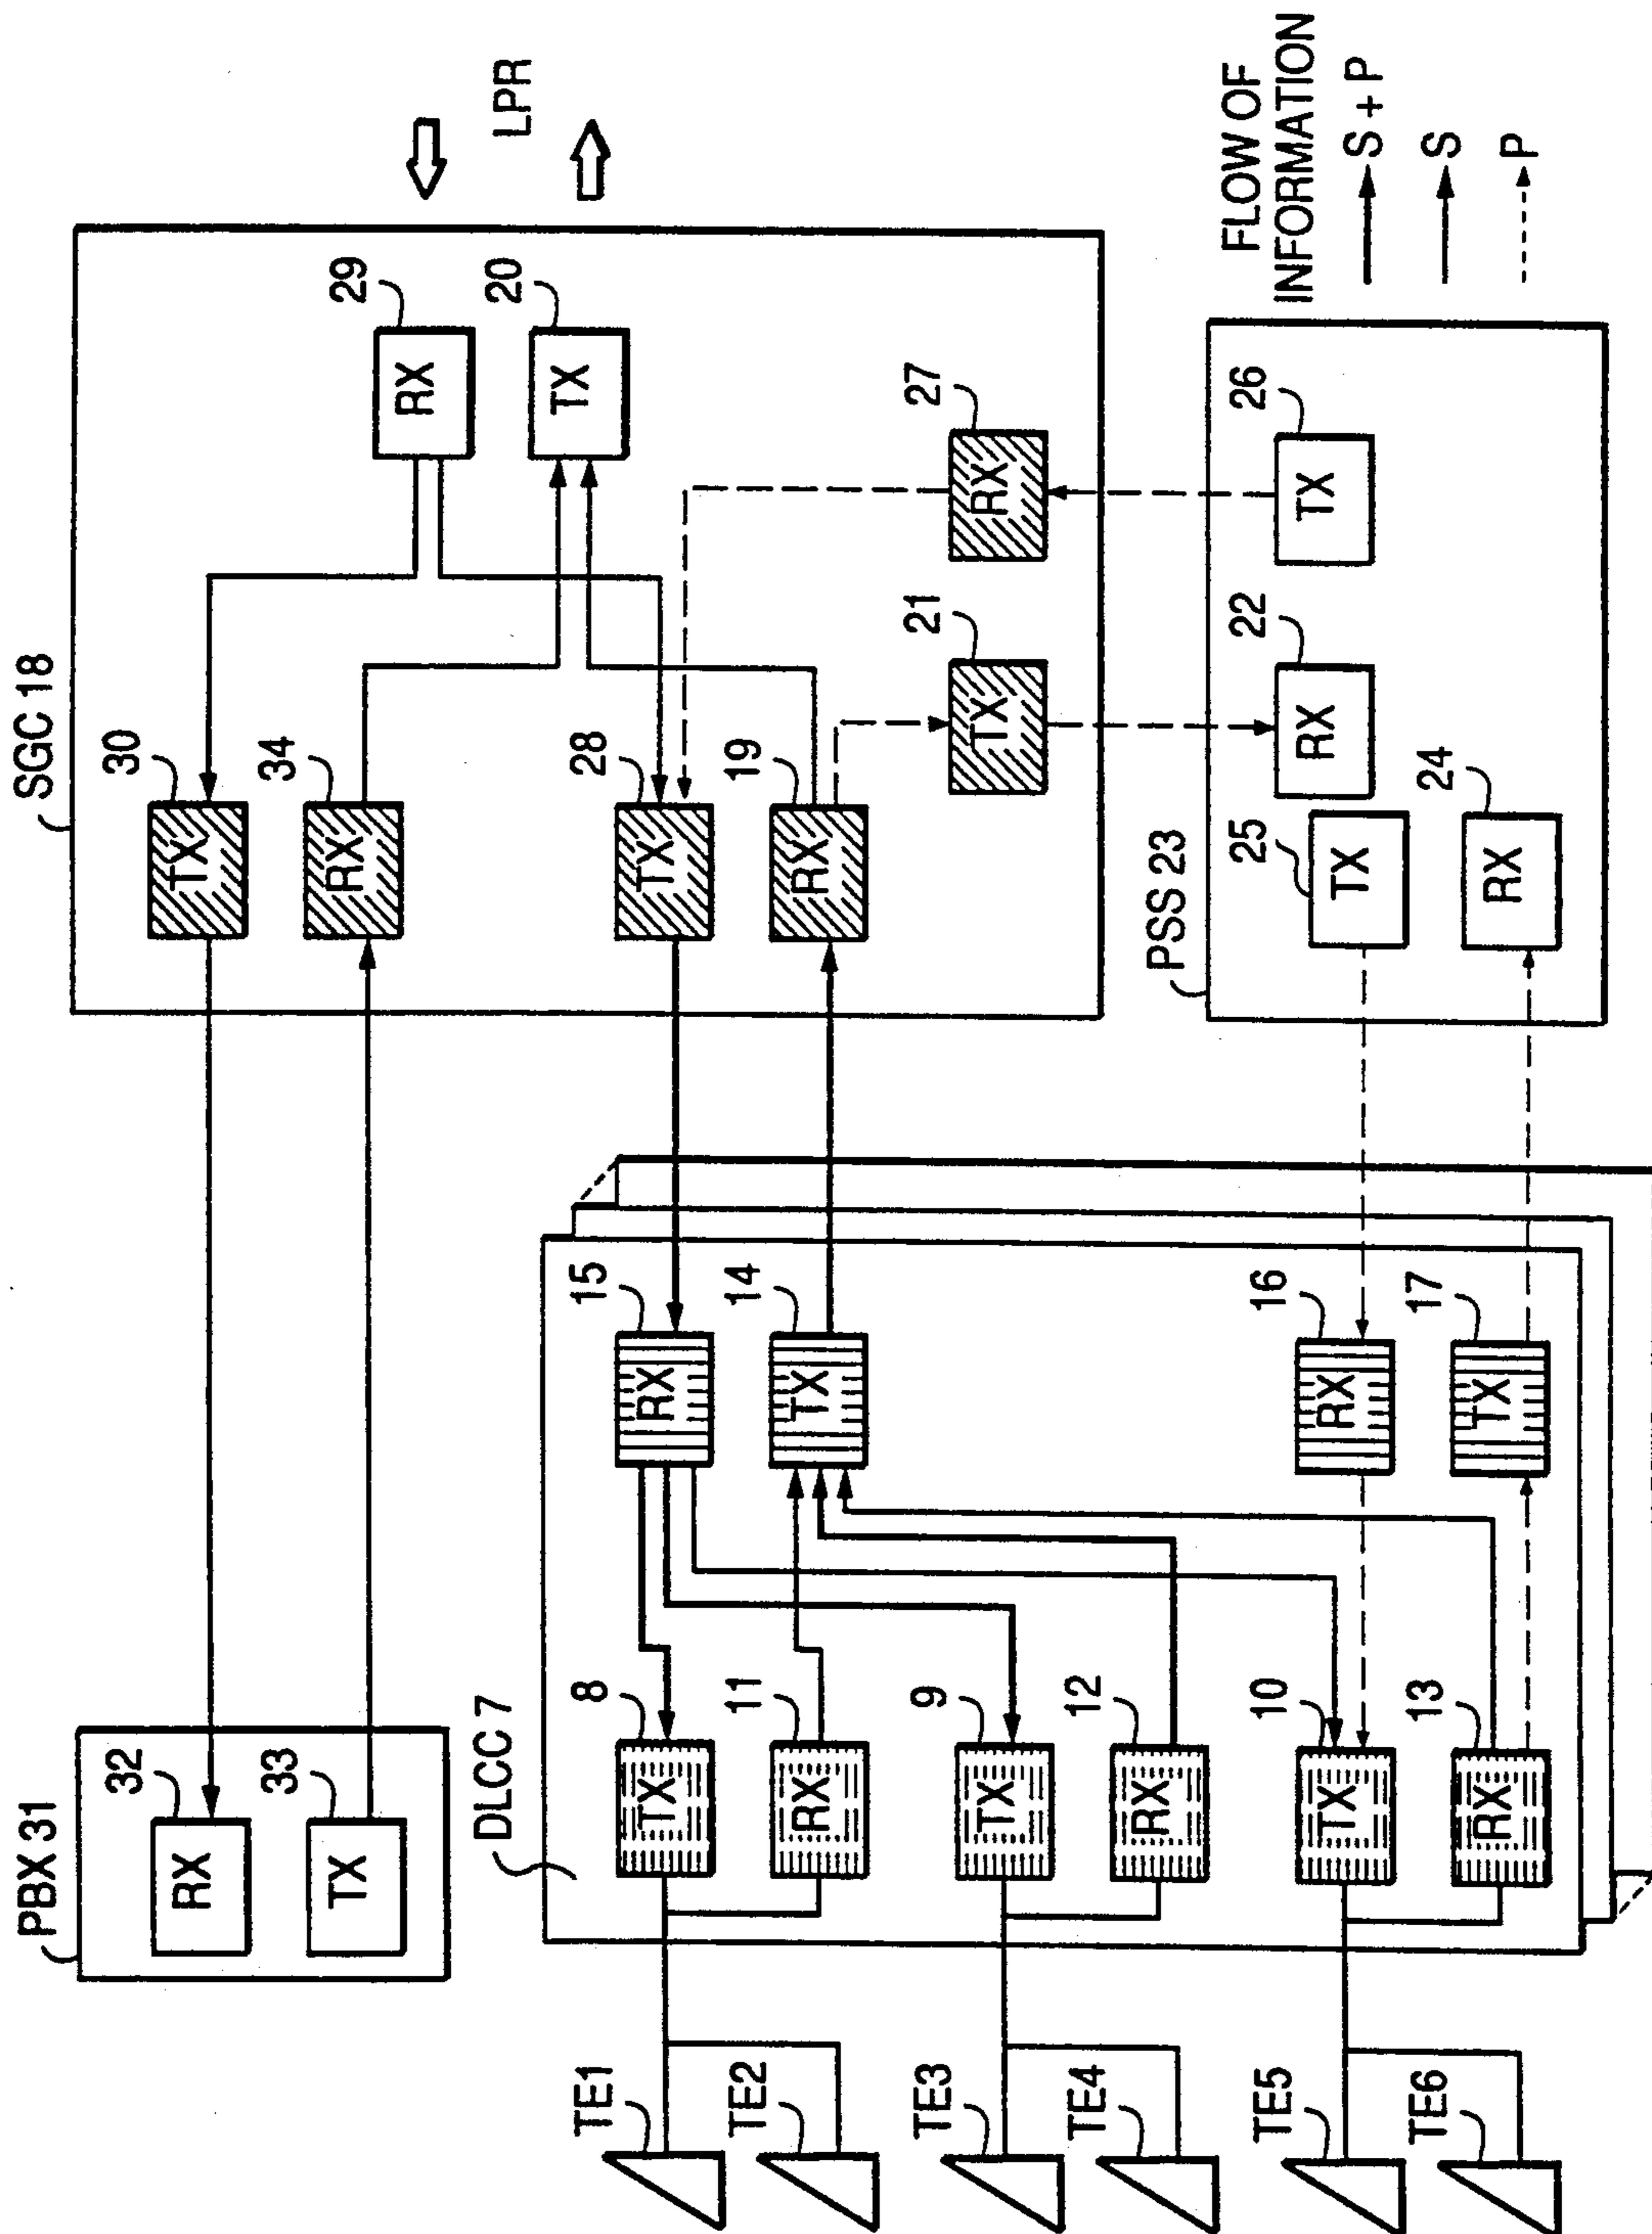 PBX 31
32
RX
33
TX
SGC 18
30
TX
34
RX
28
TX
19
RX
29
RX
20
TX
27
RX
21
TX
LPR
DLCC 7
8
TX
11
RX
9
TX
12
RX
10
TX
13
RX
15
RX
14
TX
16
RX
17
TX
PSS 23
25
TX
24
RX
22
RX
26
TX
TE1
TE2
TE3
TE4
TE5
TE6
FLOW OF
INFORMATION
S + P
S
P